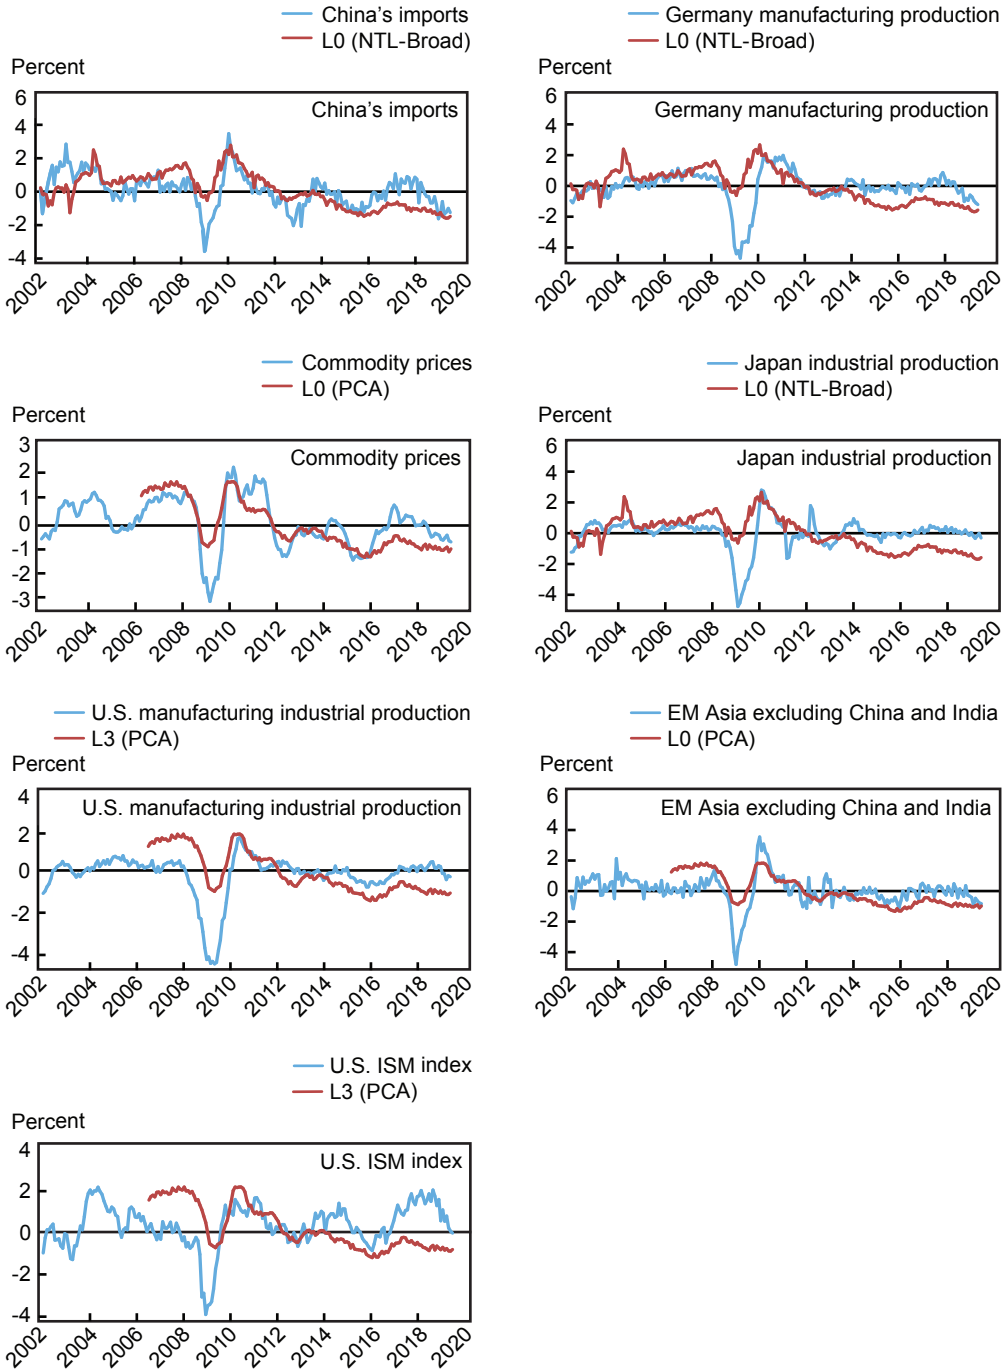 China's imports
L0 (NTL-Broad)
Percent
China's imports
6
4
2
0
-2
-4
2002 2004 2006 2008 2010 2012 2014 2016 2018 2020
Germany manufacturing production
L0 (NTL-Broad)
Germany manufacturing production
6
4
2
0
-2
-4
2002 2004 2006 2008 2010 2012 2014 2016 2018 2020
Commodity prices
L0 (PCA)
Percent
Commodity prices
3
2
1
0
-1
-2
-3
2002 2004 2006 2008 2010 2012 2014 2016 2018 2020
Japan industrial production
L0 (NTL-Broad)
Percent
Japan industrial production
6
4
2
0
-2
-4
2002 2004 2006 2008 2010 2012 2014 2016 2018 2020
U.S. manufacturing industrial production
L3 (PCA)
Percent
U.S. manufacturing industrial production
4
2
0
-2
-4
2002 2004 2006 2008 2010 2012 2014 2016 2018 2020
EM Asia excluding China and India
L0 (PCA)
Percent
EM Asia excluding China and India
6
4
2
0
-2
-4
2002 2004 2006 2008 2010 2012 2014 2016 2018 2020
U.S. ISM index
L3 (PCA)
Percent
U.S. ISM index
4
2
0
-2
-4
2002 2004 2006 2008 2010 2012 2014 2016 2018 2020